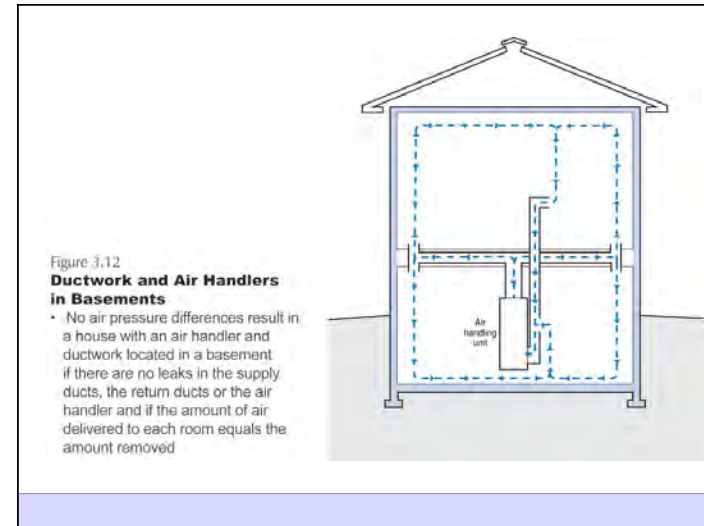 Figure 3.12
Ductwork and Air Handlers
in Basements
• No air pressure differences result in
a house with an air handler and
ductwork located in a basement
if there are no leaks in the supply
ducts, the return ducts or the air
handler and if the amount of air
delivered to each room equals the
amount removed
Air
handling
unit